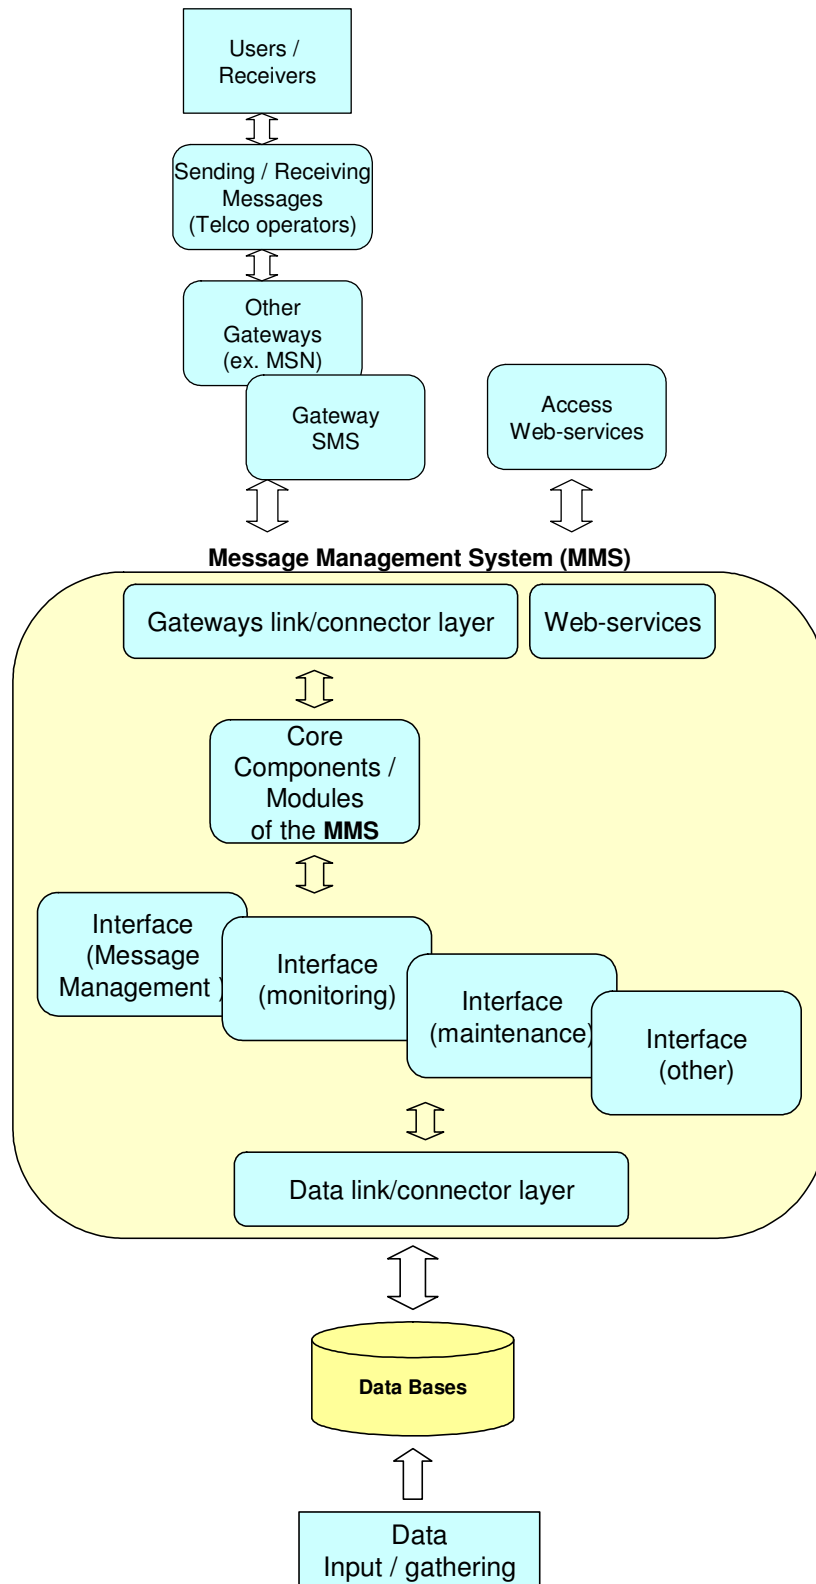 Users /
Receivers
Sending / Receiving
Messages
(Telco operators)
Other
Gateways
(ex. MSN)
Gateway
SMS
Access
Web-services
Message Management System (MMS)
Gateways link/connector layer
Web-services
Core
Components /
Modules
of the MMS
Interface
(Message
Management )
Interface
(monitoring)
Interface
(maintenance)
Interface
(other)
Data link/connector layer
Data Bases
Data
Input / gathering